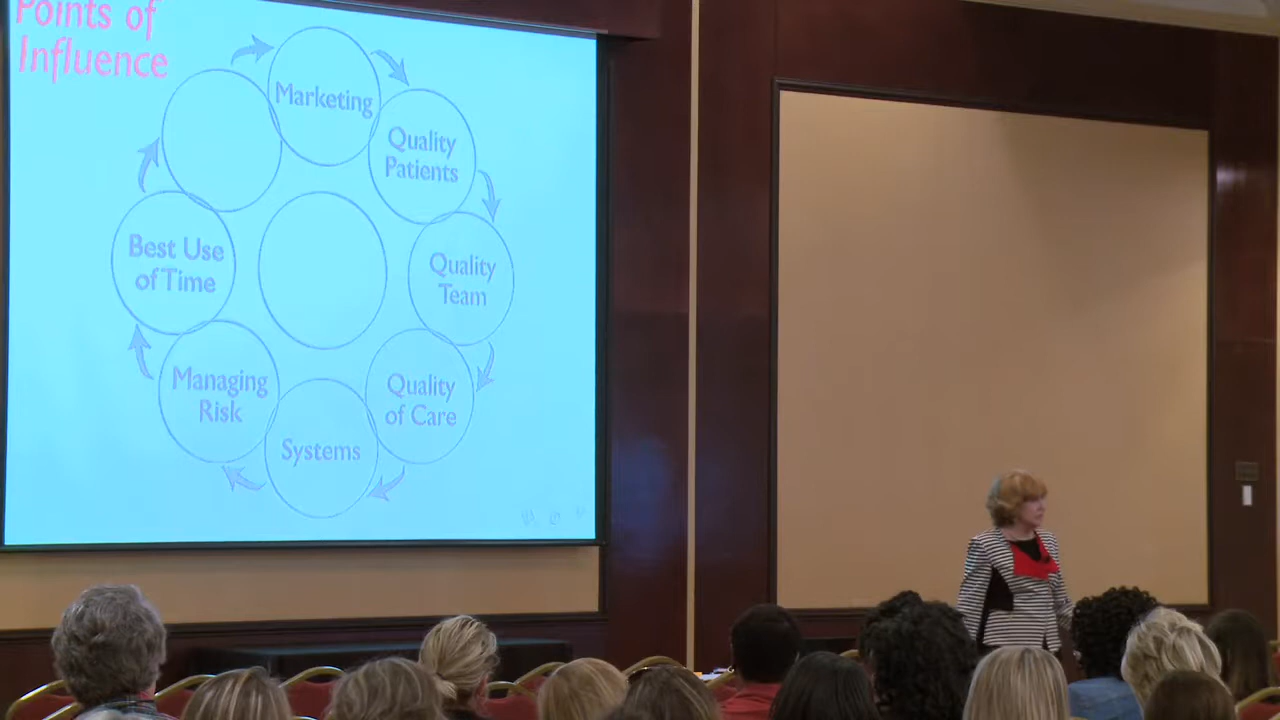 Points of
Influence
Marketing
Quality
Patients
Quality
Team
Quality
of Care
Systems
Managing
Risk
Best Use
of Time